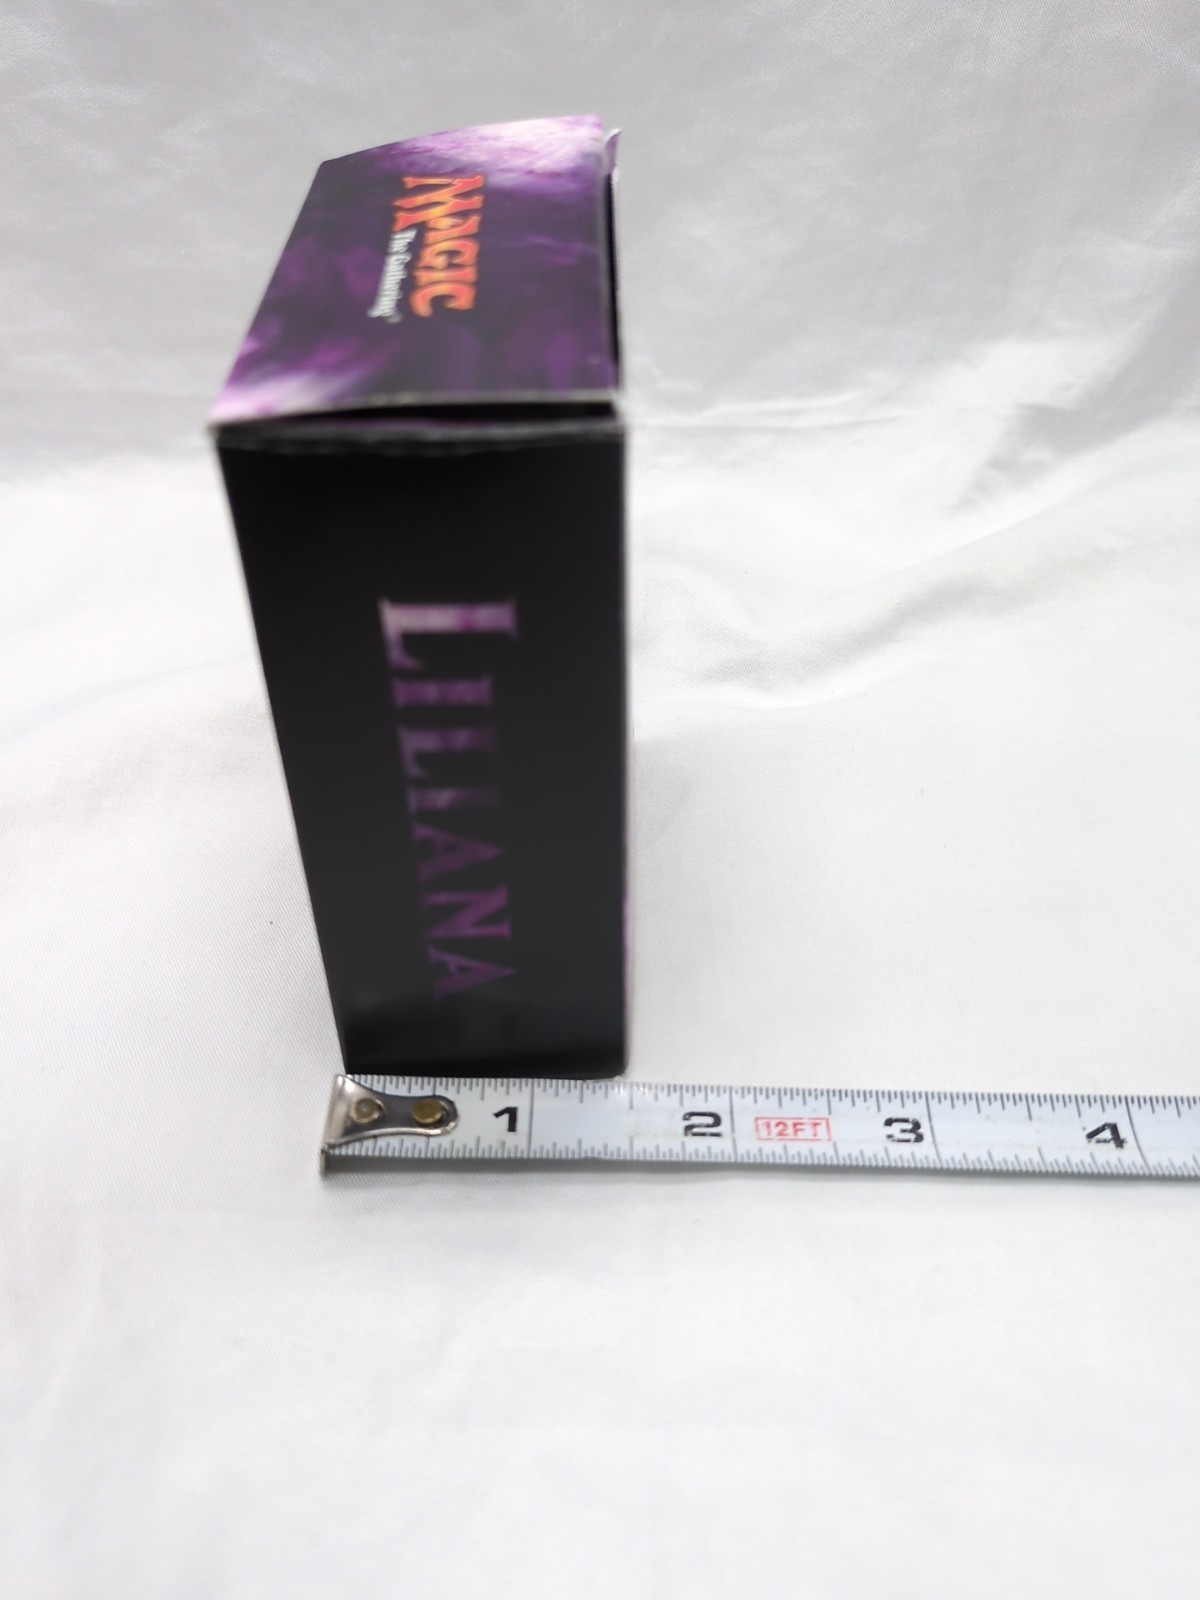 MAGIC
The Gathering®
LILIANA
1 2 12FT 3 4